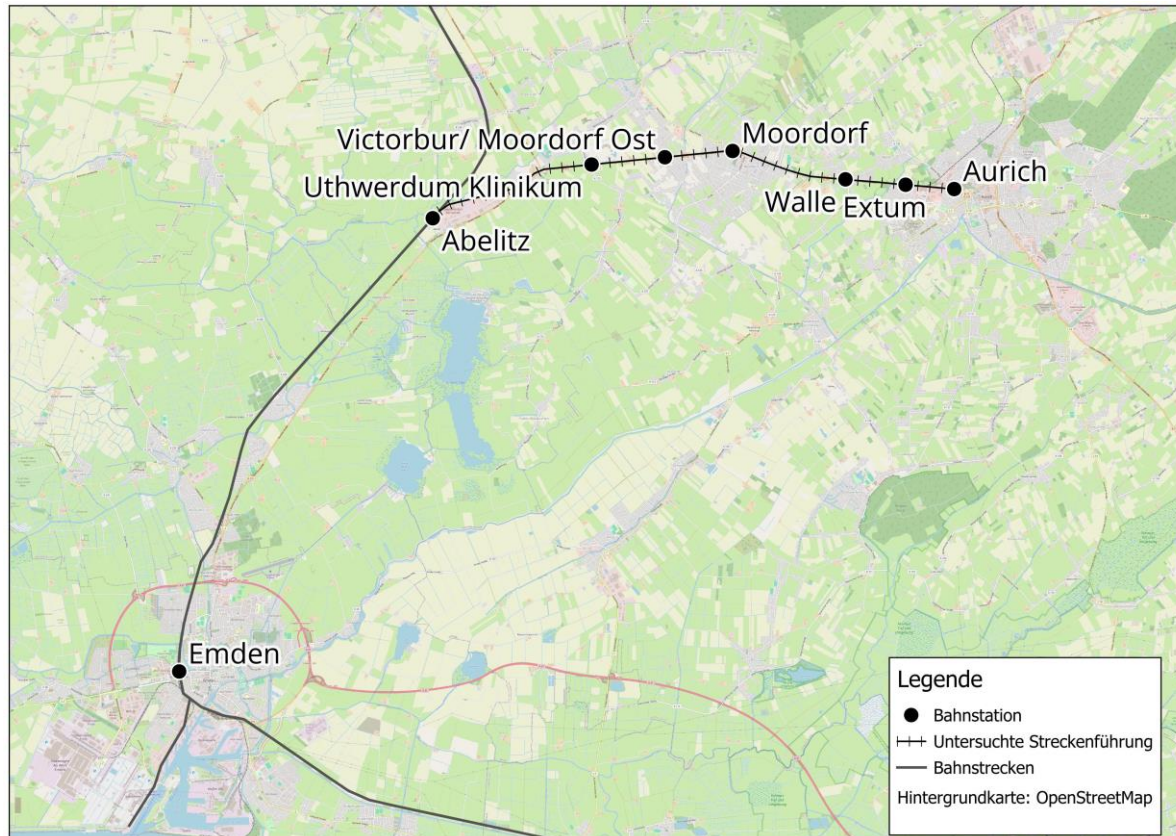 Victorbur/ Moordorf Ost
Moordorf
Uthwerdum Klinikum
Aurich
Walle
Extum
Abelitz
Emden
Legende
Bahnstation
Untersuchte Streckenführung
Bahnstrecken
Hintergrundkarte: OpenStreetMap